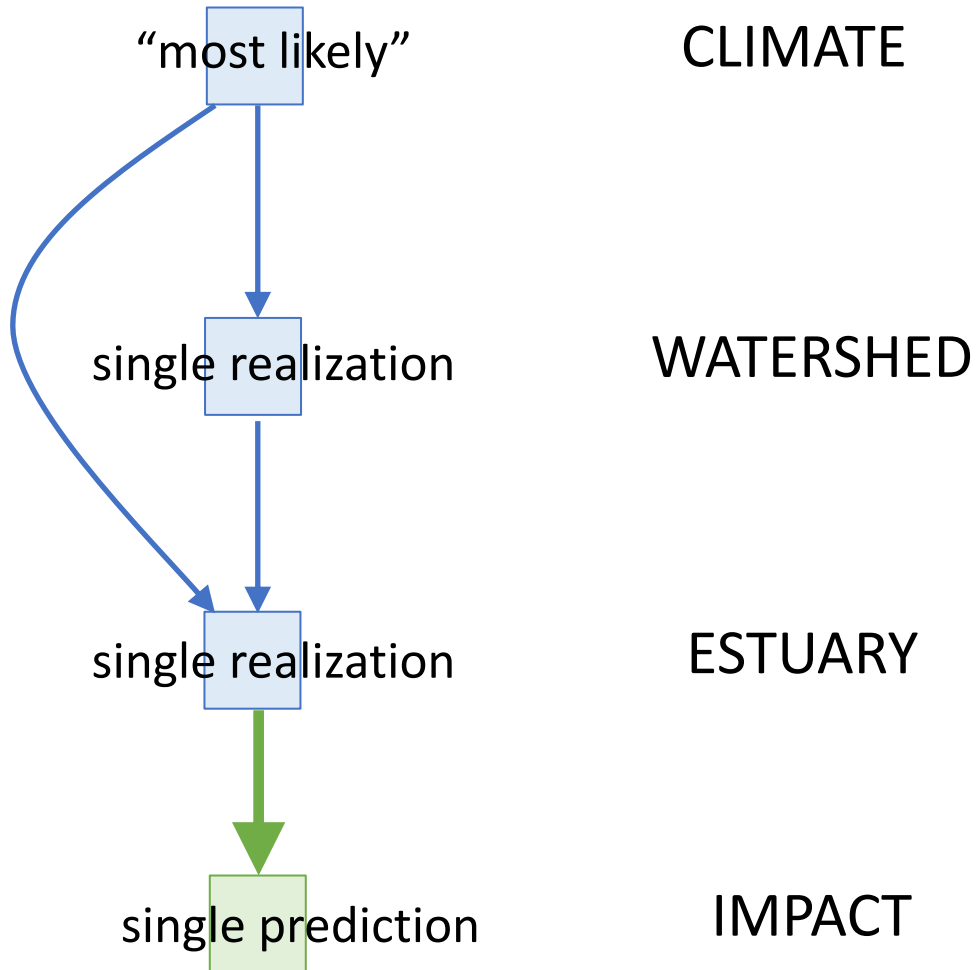 “most likely” CLIMATE
single realization WATERSHED
single realization ESTUARY
single prediction IMPACT